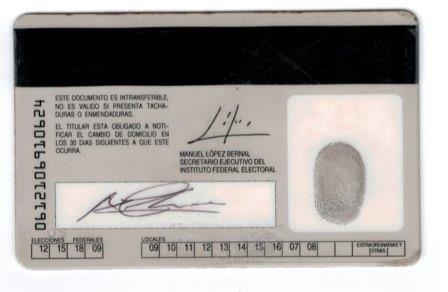 ESTE DOCUMENTO ES INTRANSFERIBLE,
NO ES VALIDO SI PRESENTA TACHA-
DURAS O ENMENDADURAS.
EL TITULAR ESTA OBLIGADO A NOTI-
FICAR EL CAMBIO DE DOMICILIO EN
LOS 30 DIAS SIGUIENTES A QUE ESTE
OCURRA.
0612106910624
MANUEL LÓPEZ BERNAL
SECRETARIO EJECUTIVO DEL
INSTITUTO FEDERAL ELECTORAL
ELECCIONES FEDERALES
12 15 18 09
LOCALES
09 10 11 12 13 14 15 16 17 18 07 08
EXTRAORDINARIAS Y OTRAS